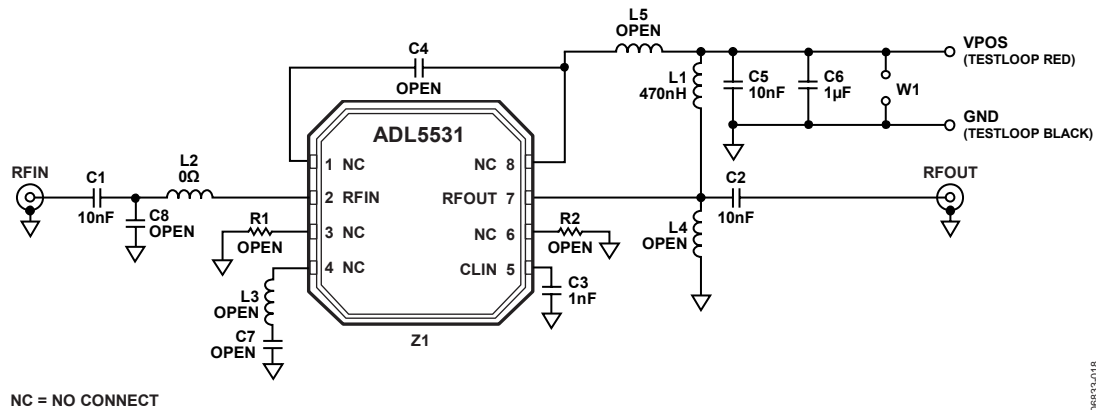 L5
OPEN
C4
OPEN
VPOS
(TESTLOOP RED)
L1
470nH
C5
10nF
C6
1µF
W1
GND
(TESTLOOP BLACK)
ADL5531
1 NC
NC 8
RFIN
C1
10nF
L2
0Ω
C8
OPEN
2 RFIN
RFOUT 7
C2
10nF
RFOUT
R1
OPEN
3 NC
NC 6
R2
OPEN
L4
OPEN
4 NC
CLIN 5
C3
1nF
L3
OPEN
C7
OPEN
Z1
NC = NO CONNECT
06833-018